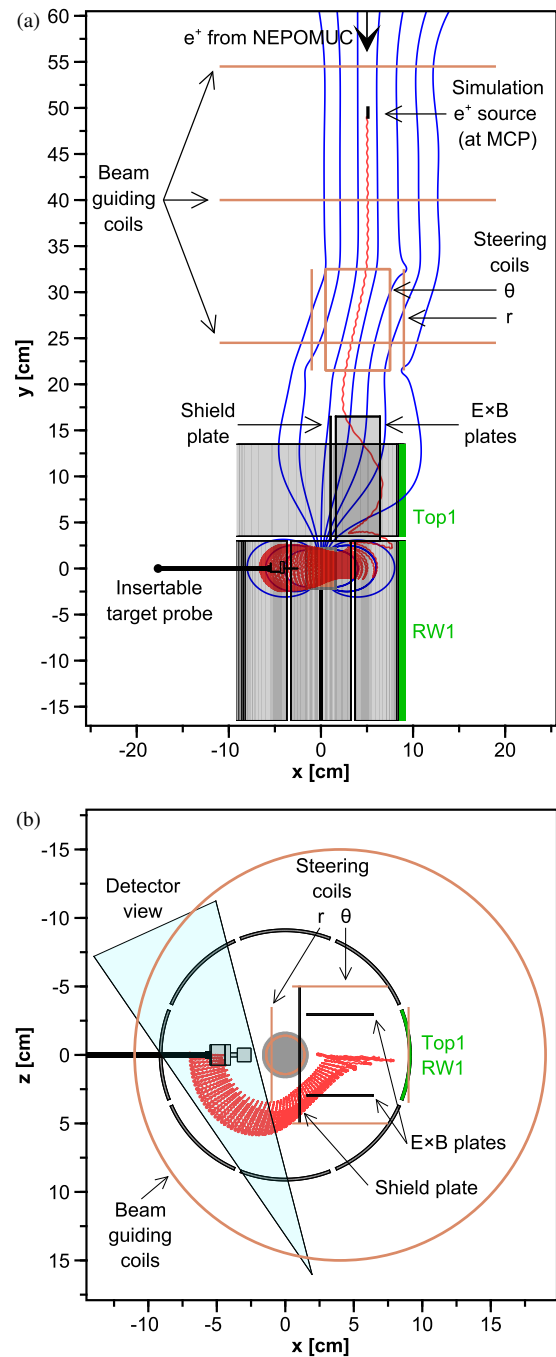 (a)
60
e⁺ from NEPOMUC
55
Simulation
50
e⁺ source
(at MCP)
45
Beam
guiding
coils
40
35
Steering
coils
30
θ
r
25
y [cm]
20
Shield
plate
E×B
plates
15
10
5
Top1
0
Insertable
target probe
-5
RW1
-10
-15
-20
-10
0
10
20
x [cm]
(b)
-15
Steering
coils
Detector
view
r
θ
-10
-5
z [cm]
0
Top1
RW1
5
E×B plates
Shield plate
10
Beam
guiding
coils
15
-10
-5
0
5
10
15
x [cm]